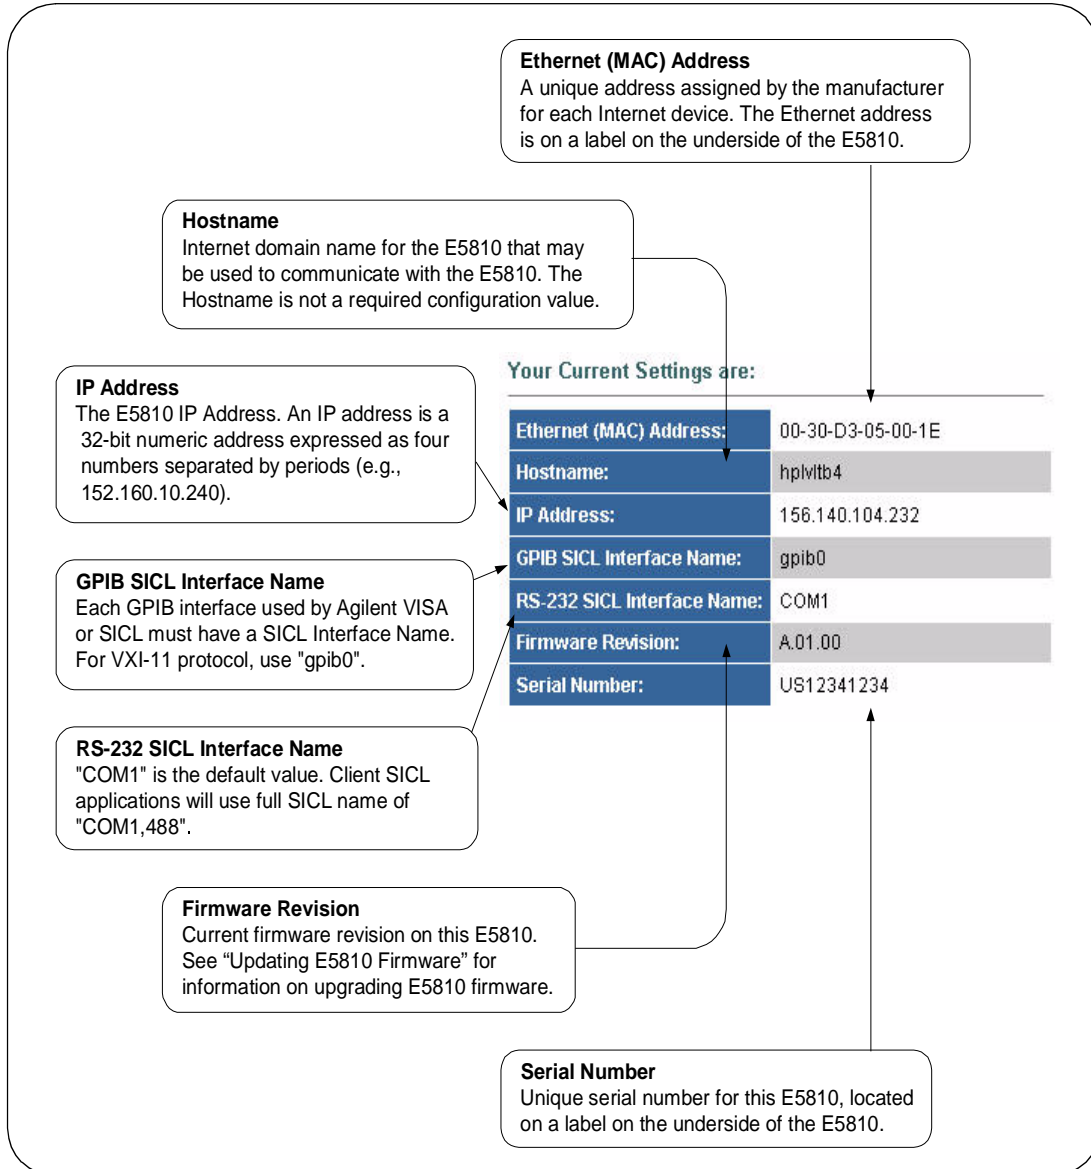 Ethernet (MAC) Address
A unique address assigned by the manufacturer
for each Internet device. The Ethernet address
is on a label on the underside of the E5810.
Hostname
Internet domain name for the E5810 that may
be used to communicate with the E5810. The
Hostname is not a required configuration value.
IP Address
The E5810 IP Address. An IP address is a
32-bit numeric address expressed as four
numbers separated by periods (e.g.,
152.160.10.240).
GPIB SICL Interface Name
Each GPIB interface used by Agilent VISA
or SICL must have a SICL Interface Name.
For VXI-11 protocol, use "gpib0".
RS-232 SICL Interface Name
"COM1" is the default value. Client SICL
applications will use full SICL name of
"COM1,488".
Your Current Settings are:
Ethernet (MAC) Address: 00-30-D3-05-00-1E
Hostname: hplvltb4
IP Address: 156.140.104.232
GPIB SICL Interface Name: gpib0
RS-232 SICL Interface Name: COM1
Firmware Revision: A.01.00
Serial Number: US12341234
Firmware Revision
Current firmware revision on this E5810.
See “Updating E5810 Firmware” for
information on upgrading E5810 firmware.
Serial Number
Unique serial number for this E5810, located
on a label on the underside of the E5810.